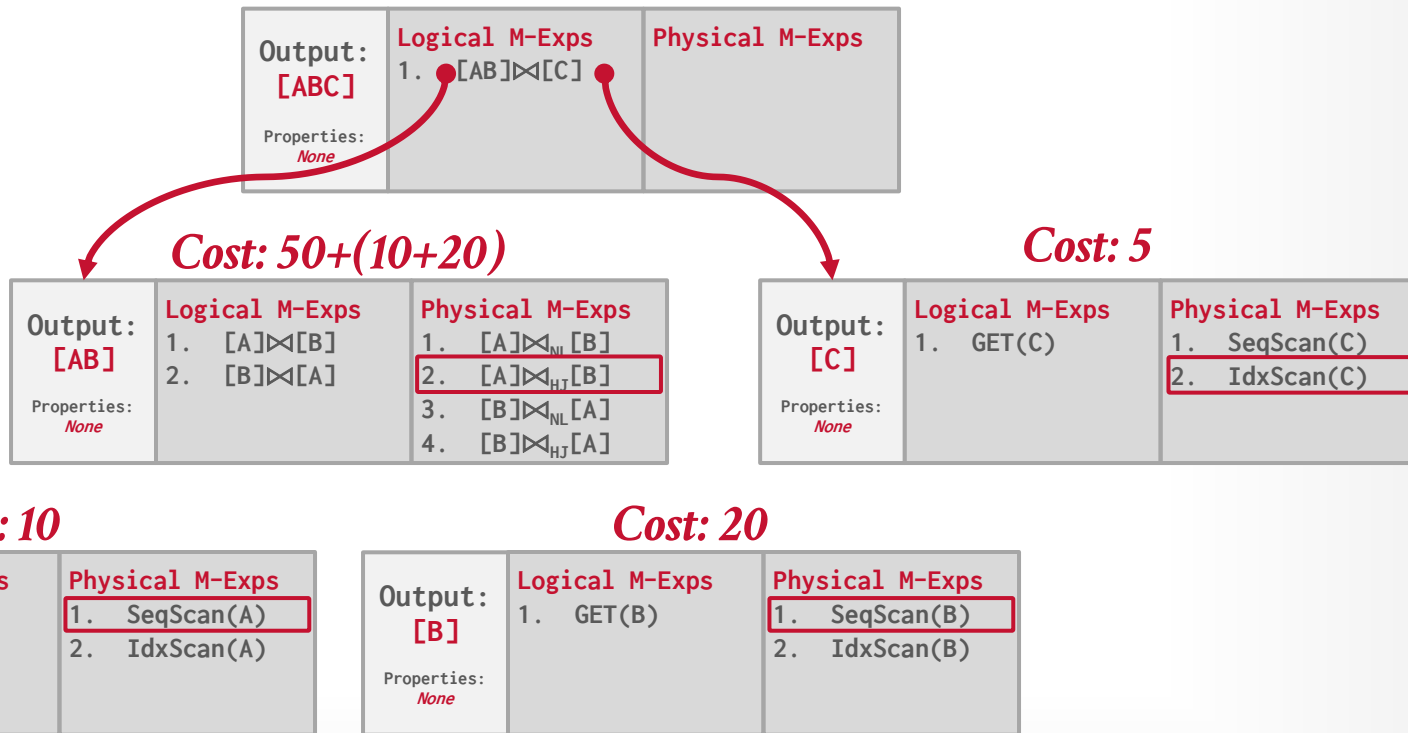 Output:
[ABC]
Properties:
None
Logical M-Exps
1. [AB]⋈[C]
Physical M-Exps
Cost: 50+(10+20)
Output:
[AB]
Properties:
None
Logical M-Exps
1. [A]⋈[B]
2. [B]⋈[A]
Physical M-Exps
1. [A]⋈NL[B]
2. [A]⋈HJ[B]
3. [B]⋈NL[A]
4. [B]⋈HJ[A]
Cost: 5
Output:
[C]
Properties:
None
Logical M-Exps
1. GET(C)
Physical M-Exps
1. SeqScan(C)
2. IdxScan(C)
: 10
s
Physical M-Exps
1. SeqScan(A)
2. IdxScan(A)
Cost: 20
Output:
[B]
Properties:
None
Logical M-Exps
1. GET(B)
Physical M-Exps
1. SeqScan(B)
2. IdxScan(B)